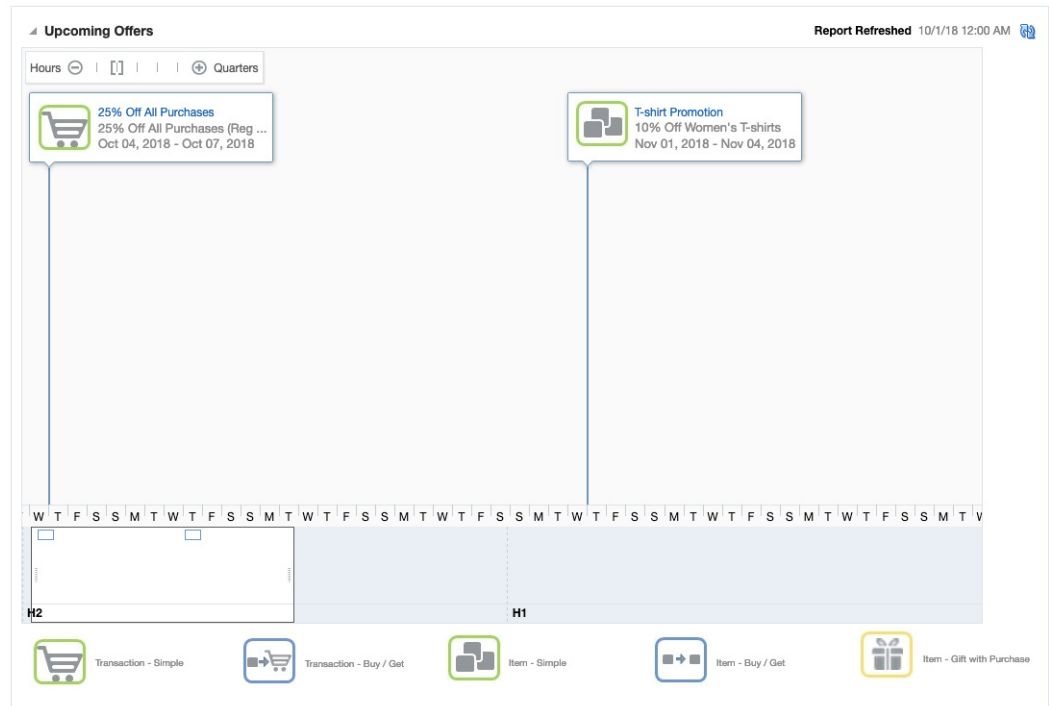 Upcoming Offers
Report Refreshed 10/1/18 12:00 AM
Hours Quarters
25% Off All Purchases
25% Off All Purchases (Reg ...
Oct 04, 2018 - Oct 07, 2018
T-shirt Promotion
10% Off Women's T-shirts
Nov 01, 2018 - Nov 04, 2018
W T F S S M T W T F S S M T W T F S S M T W T F S S M T W T F S S M T W T F S S M T W T F S S M T W
H2 H1
Transaction - Simple
Transaction - Buy / Get
Item - Simple
Item - Buy / Get
Item - Gift with Purchase